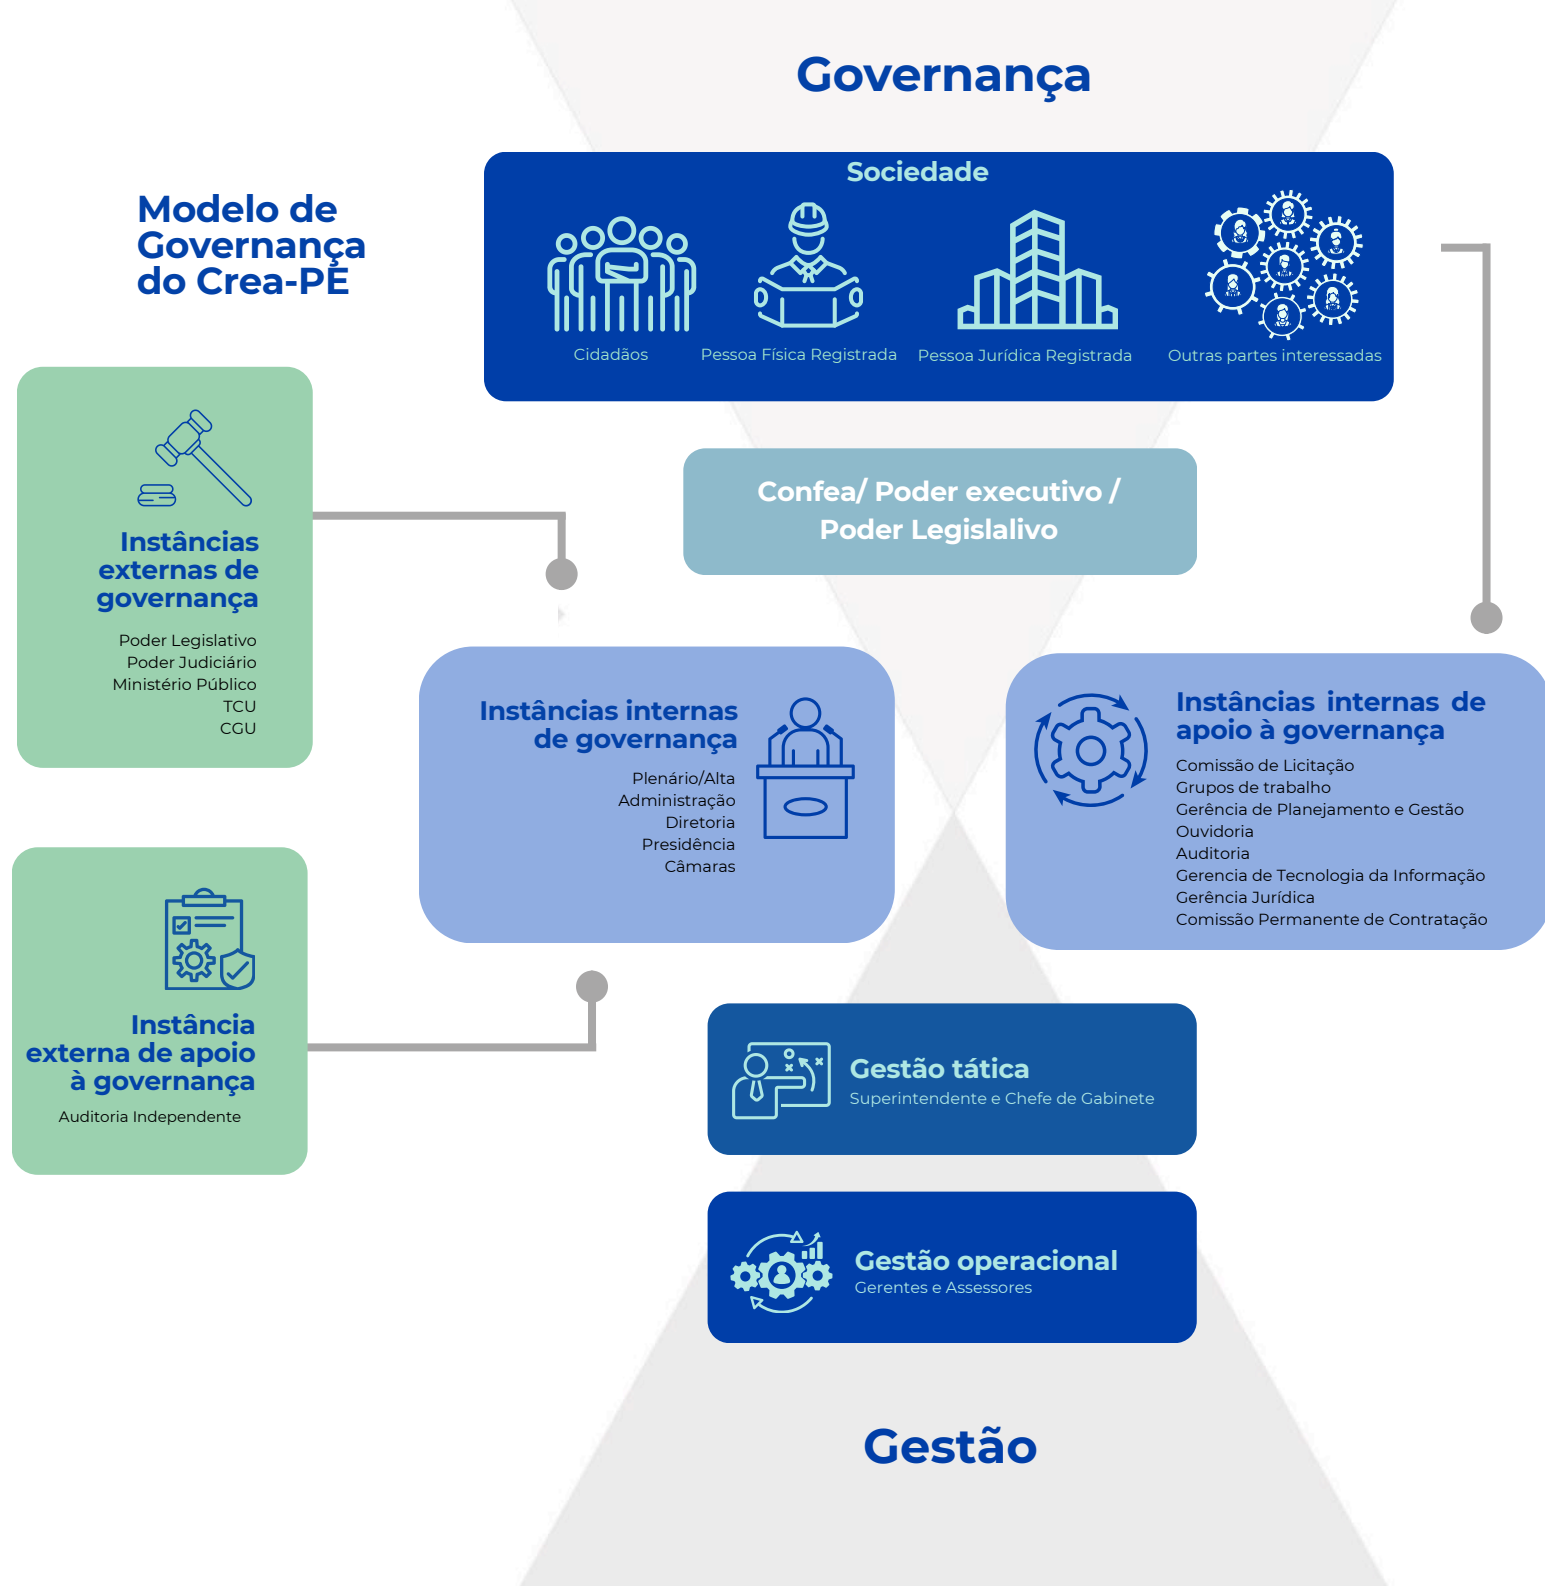 Governança
Modelo de
Governança
do Crea-PE
Sociedade
Cidadãos
Pessoa Física Registrada
Pessoa Jurídica Registrada
Outras partes interessadas
Confea/ Poder executivo /
Poder Legislalivo
Instâncias
externas de
governança
Poder Legislativo
Poder Judiciário
Ministério Público
TCU
CGU
Instâncias internas
de governança
Plenário/Alta
Administração
Diretoria
Presidência
Câmaras
Instâncias internas de
apoio à governança
Comissão de Licitação
Grupos de trabalho
Gerência de Planejamento e Gestão
Ouvidoria
Auditoria
Gerencia de Tecnologia da Informação
Gerência Jurídica
Comissão Permanente de Contratação
Instância
externa de apoio
à governança
Auditoria Independente
Gestão tática
Superintendente e Chefe de Gabinete
Gestão operacional
Gerentes e Assessores
Gestão